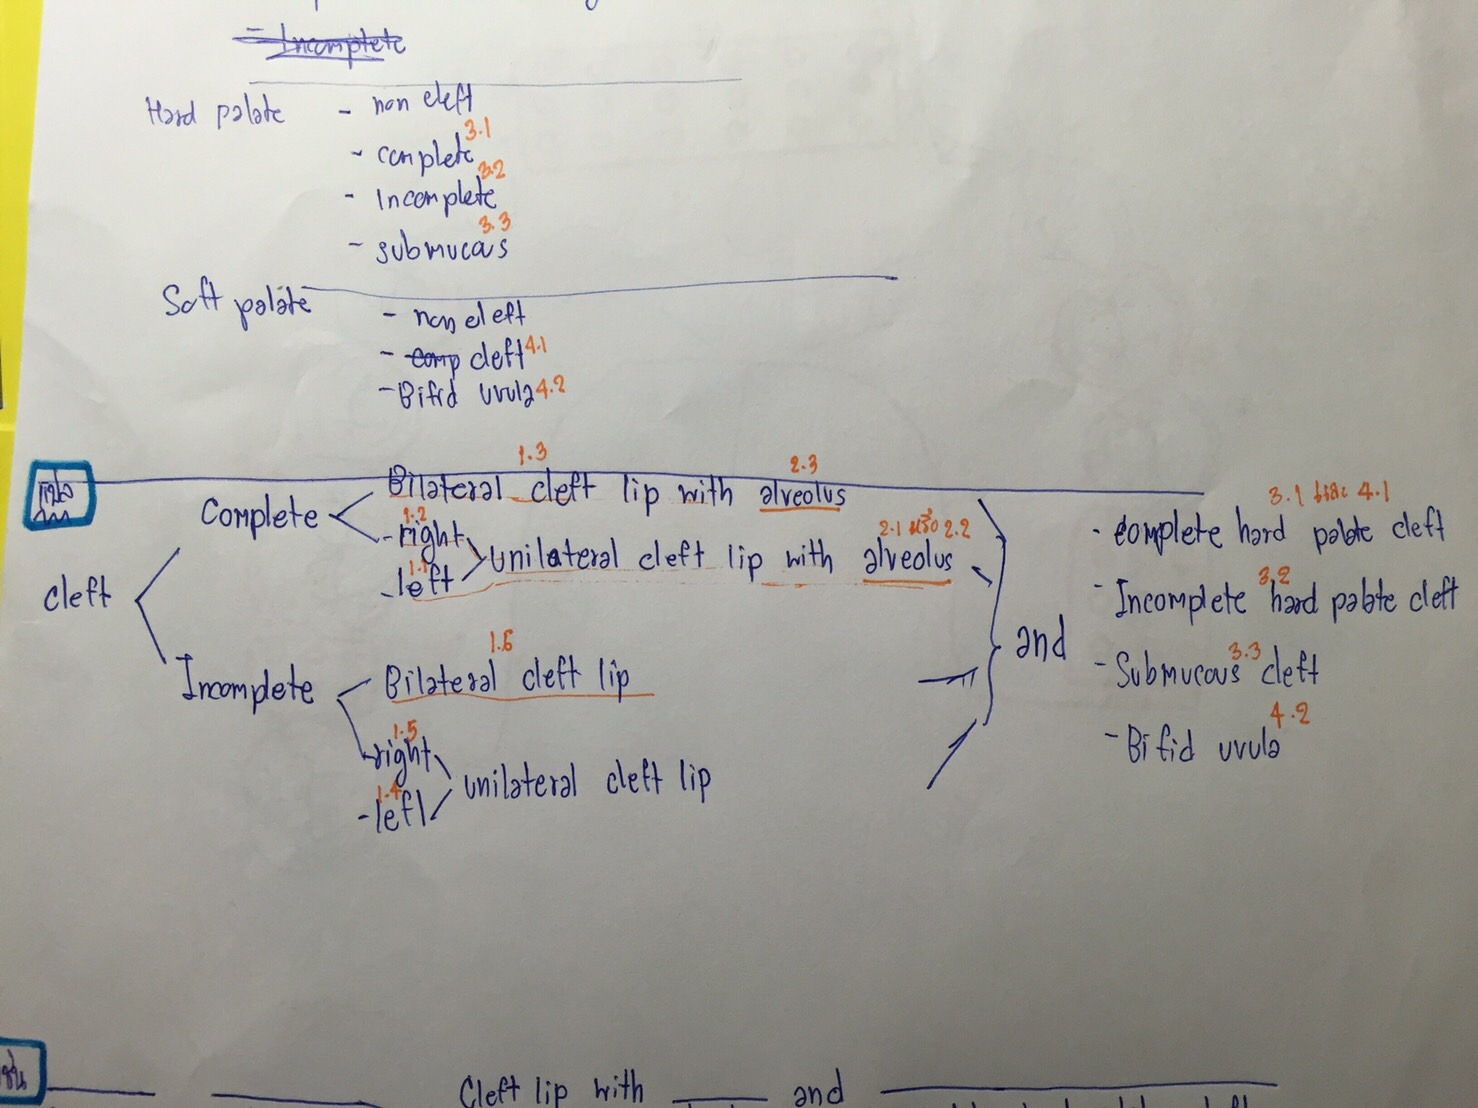 - Incomplete
Hard palate - non cleft
- complete 3.1
- Incomplete 3.2
- submucous 3.3
Soft palate - non cleft
- comp cleft 4.1
- Bifid uvula 4.2
Cleft
Complete
1.3 2.3
Bilateral cleft lip with alveolus
1.2
- right
1.1
- left
2.1 หรือ 2.2
unilateral cleft lip with alveolus
Incomplete
1.6
Bilateral cleft lip
1.5
right
1.4
- left
unilateral cleft lip
and
3.1 และ 4.1
- complete hard palate cleft
3.2
- Incomplete hard palate cleft
3.3
- Submucous cleft
4.2
- Bifid uvula
Cleft lip with and